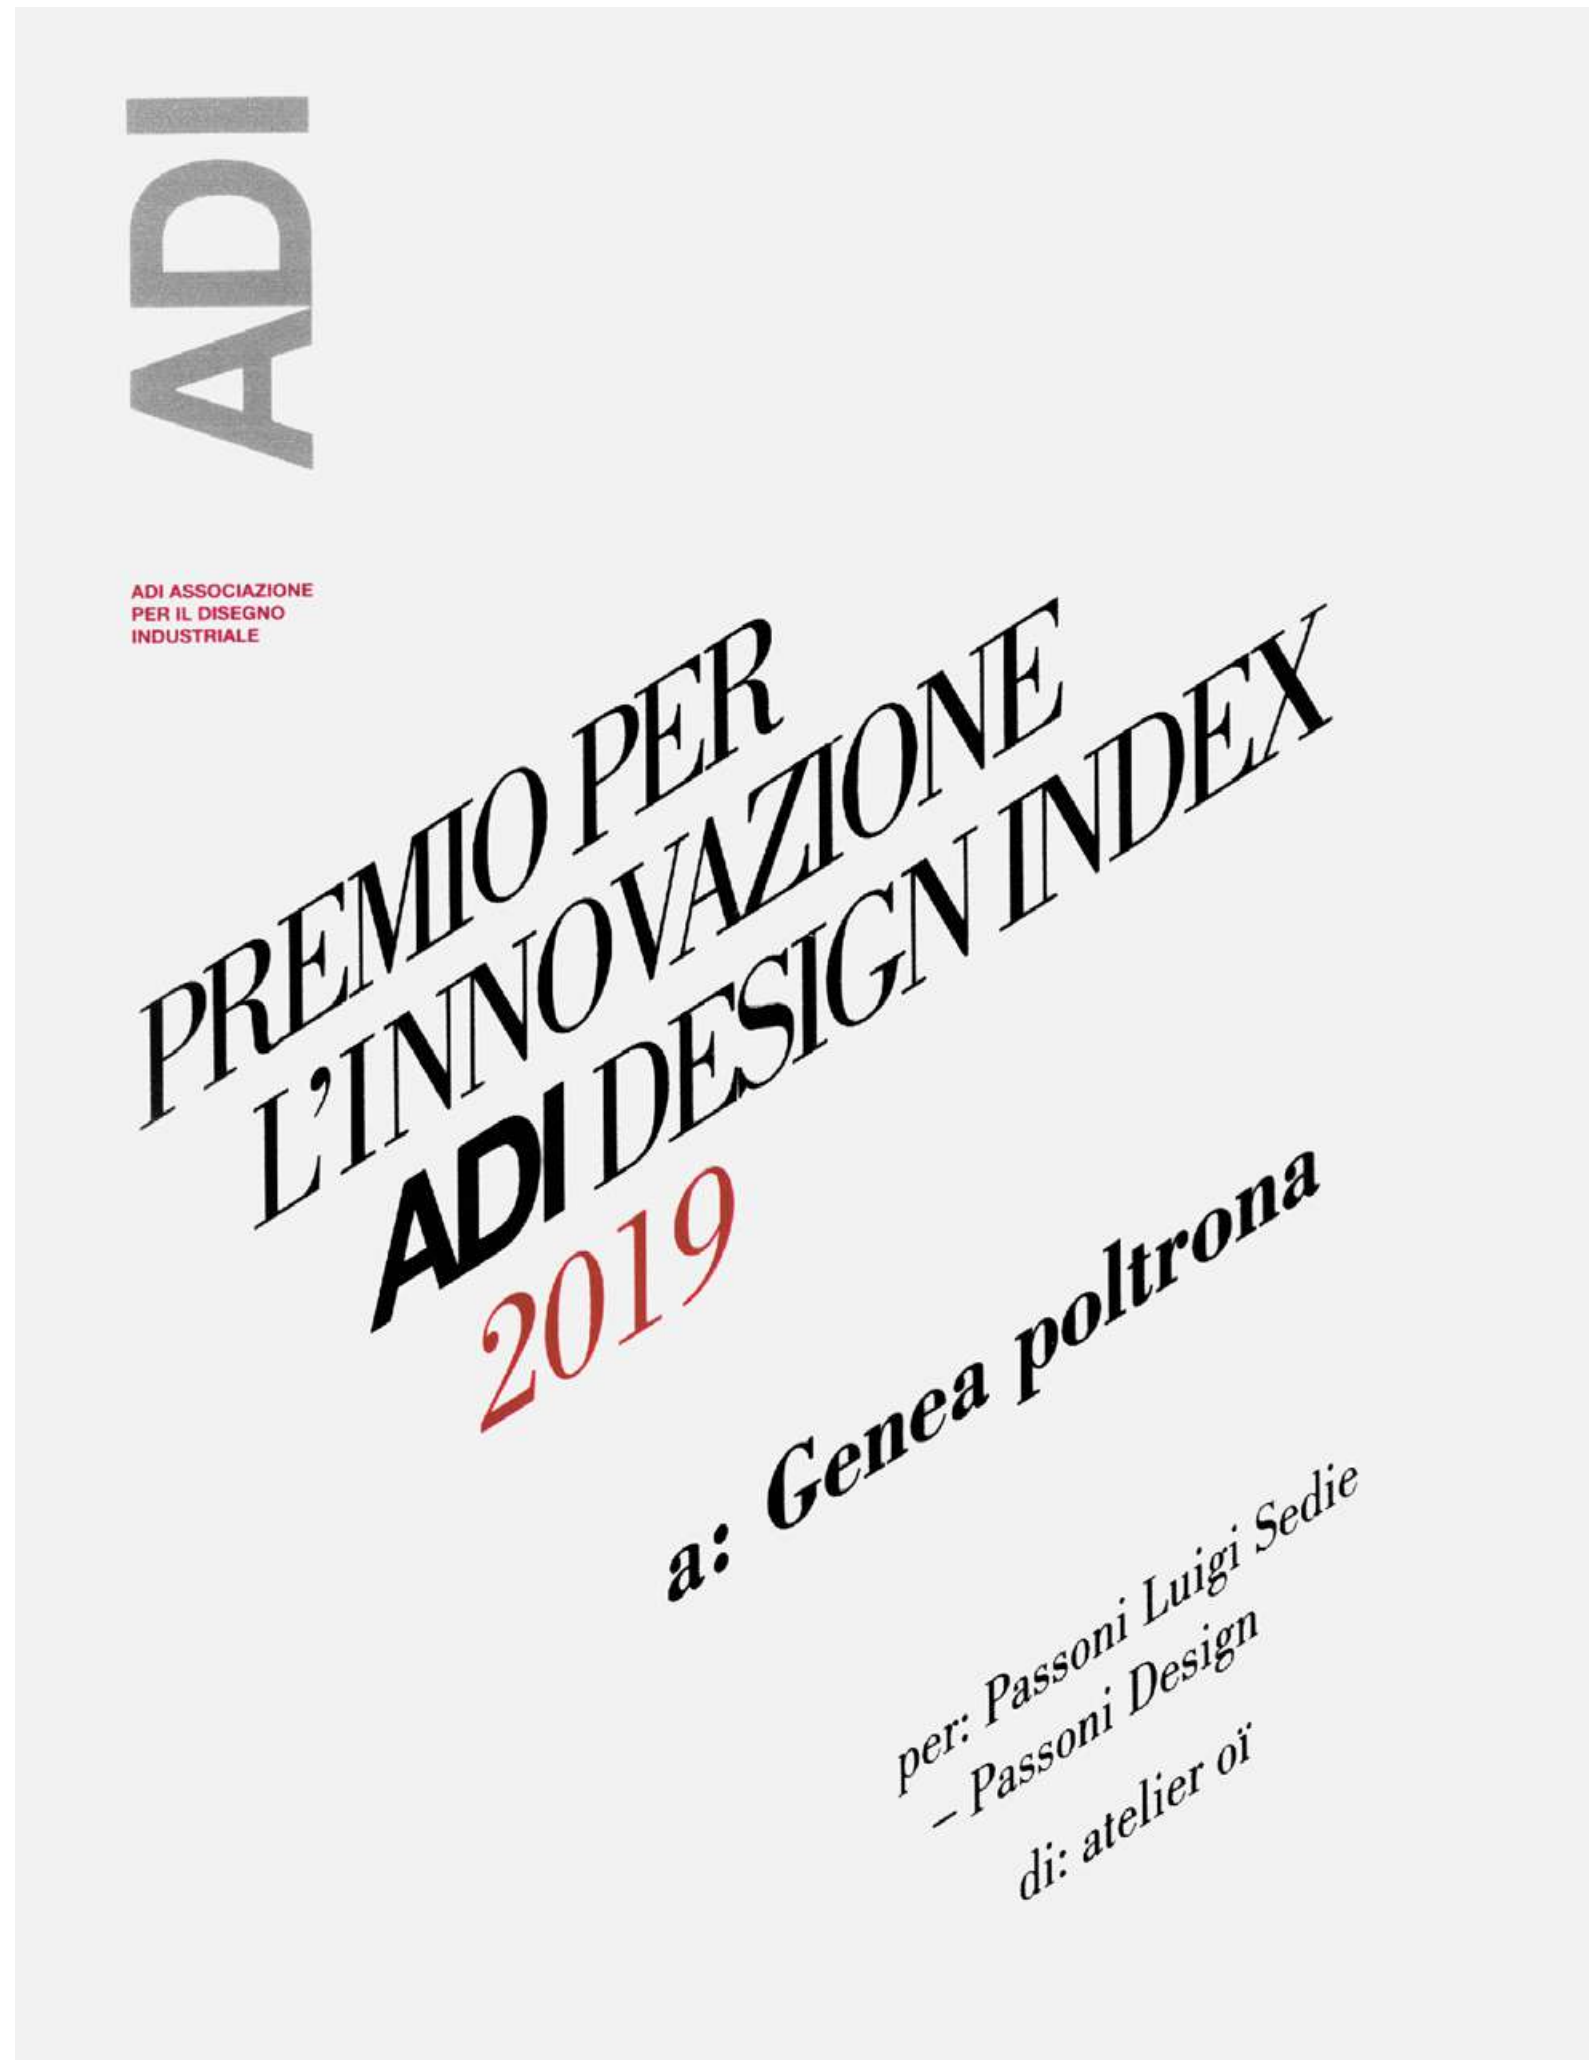 ADI
ADI ASSOCIAZIONE
PER IL DISEGNO
INDUSTRIALE
PREMIO PER
L'INNOVAZIONE
ADI DESIGN INDEX
2019
a: Genea poltrona
per: Passoni Luigi Sedie
– Passoni Design
di: atelier oï